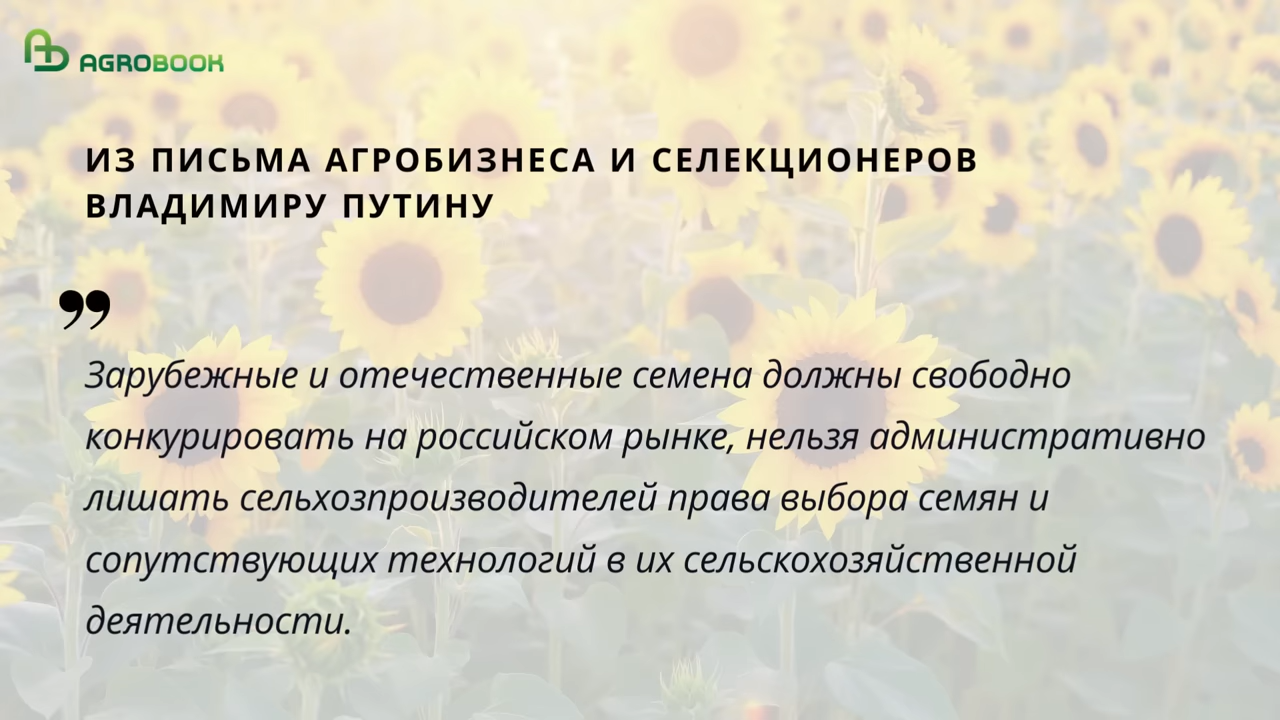 AGROBOOK
ИЗ ПИСЬМА АГРОБИЗНЕСА И СЕЛЕКЦИОНЕРОВ
ВЛАДИМИРУ ПУТИНУ
”
Зарубежные и отечественные семена должны свободно
конкурировать на российском рынке, нельзя административно
лишать сельхозпроизводителей права выбора семян и
сопутствующих технологий в их сельскохозяйственной
деятельности.